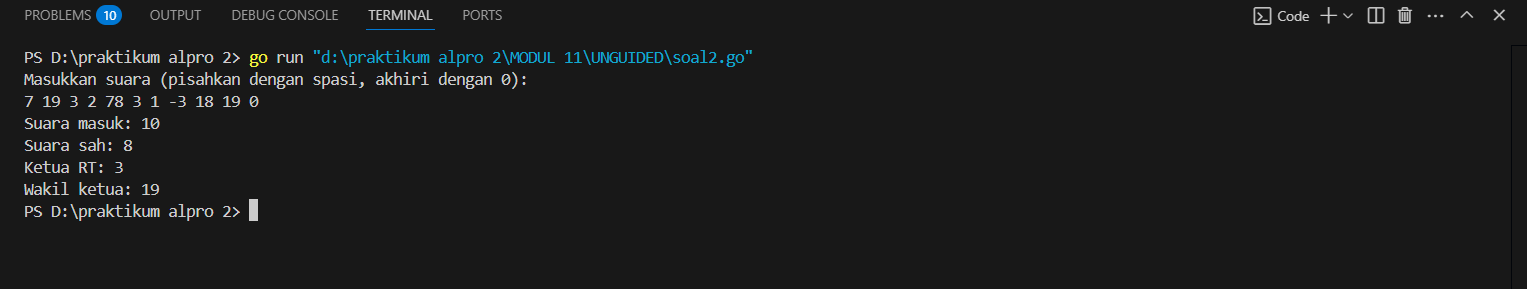 PROBLEMS 10 OUTPUT DEBUG CONSOLE TERMINAL PORTS Code
PS D:\praktikum alpro 2> go run "d:\praktikum alpro 2\MODUL 11\UNGUIDED\soal2.go"
Masukkan suara (pisahkan dengan spasi, akhiri dengan 0):
7 19 3 2 78 3 1 -3 18 19 0
Suara masuk: 10
Suara sah: 8
Ketua RT: 3
Wakil ketua: 19
PS D:\praktikum alpro 2>